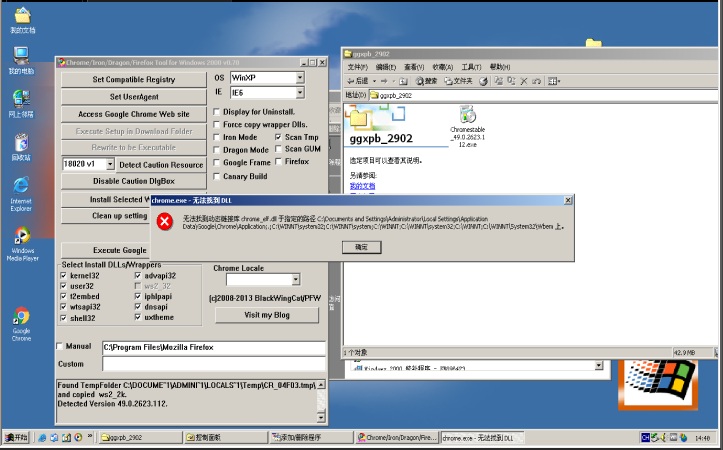 我的文档
我的电脑
网上邻居
回收站
Internet
Explorer
Windows
Media Player
Google
Chrome
Chrome/Iron/Dragon/Firefox Tool for Windows 2000 v0.70
Set Compatible Registry
Set UserAgent
Access Google Chrome Web site
Execute Setup in Download Folder
Rewrite to be Executable
18020 v1
Detect Caution Resource
Disable Caution DlgBox
Install Selected W
Clean up setting
Execute Google
OS
WinXP
IE
IE6
Display for Uninstall.
Force copy wrapper Dlls.
Iron Mode
Scan Tmp
Dragon Mode
Scan GUM
Google Frame
Firefox
Canary Build
Select Install DLLs/Wrappers
kernel32
advapi32
user32
ws2_32
t2embed
iphlpapi
wtsapi32
dnsapi
shell32
uxtheme
Chrome Locale
(c)2008-2013 BlackWingCat/PFW
Visit my Blog
Manual
C:\Program Files\Mozilla Firefox
Custom
Found TempFolder C:\DOCUME~1\ADMINI~1\LOCALS~1\Temp\CR_04F03.tmp\
and copied ws2_2k.
Detected Version 49.0.2623.112.
ggxpb_2902
文件(F) 编辑(E) 查看(V) 收藏(A) 工具(T) 帮助(H)
后退
搜索
文件夹
地址(D)
ggxpb_2902
ggxpb_2902
选定项目可以查看其说明。
另请参阅:
我的文档
Chromestable
_49.0.2623.1
12.exe
1 个对象
42.9 MB
chrome.exe - 无法找到 DLL
无法找到动态链接库 chrome_elf.dll 于指定的路径 C:\Documents and Settings\Administrator\Local Settings\Application
Data\Google\Chrome\Application;.;C:\WINNT\system32;C:\WINNT\system;C:\WINNT;C:\WINNT\system32;C:\WINNT;C:\WINNT\System32\Wbem 上。
确定
开始
ggxpb_2902
控制面板
添加/删除程序
Chrome/Iron/Dragon/Fire...
chrome.exe - 无法找到 DLL
CH
14:40